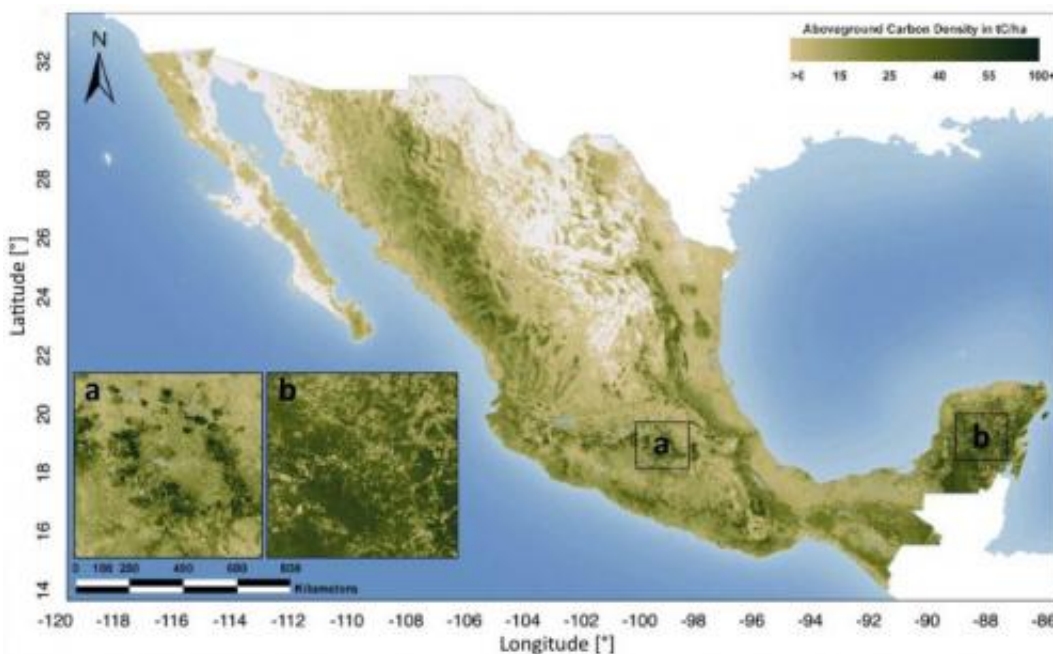 Aboveground Carbon Density in tC/ha
>0 15 25 40 55 100+
N
32
30
28
26
24
22
20
18
16
14
Latitude [°]
a
b
a
b
0 100 200 400 600 800
Kilometers
-120 -118 -116 -114 -112 -110 -108 -106 -104 -102 -100 -98 -96 -94 -92 -90 -88 -86
Longitude [°]